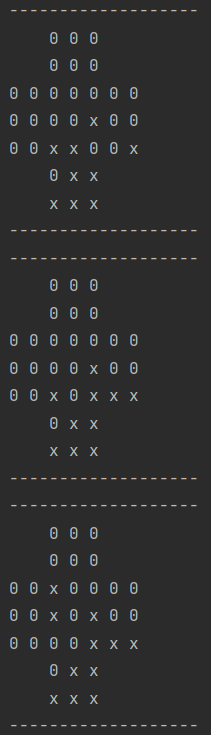 -------------------
    0 0 0
    0 0 0
0 0 0 0 0 0 0
0 0 0 0 x 0 0
0 0 x x 0 0 x
    0 x x
    x x x
-------------------
-------------------
    0 0 0
    0 0 0
0 0 0 0 0 0 0
0 0 0 0 x 0 0
0 0 x 0 x x x
    0 x x
    x x x
-------------------
-------------------
    0 0 0
    0 0 0
0 0 x 0 0 0 0
0 0 x 0 x 0 0
0 0 0 0 x x x
    0 x x
    x x x
-------------------